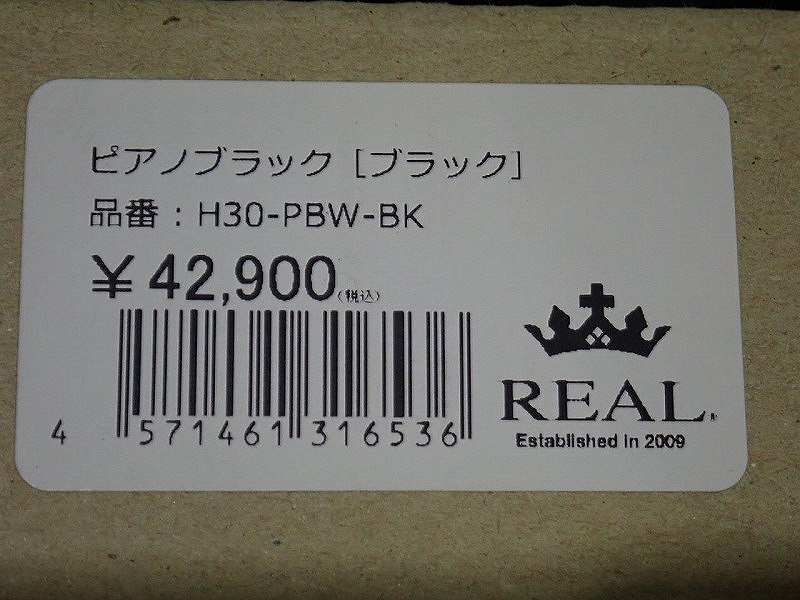 ピアノブラック [ブラック]
品番 : H30-PBW-BK
¥ 42,900(税込)
4 571461 316536
REAL®
Established in 2009